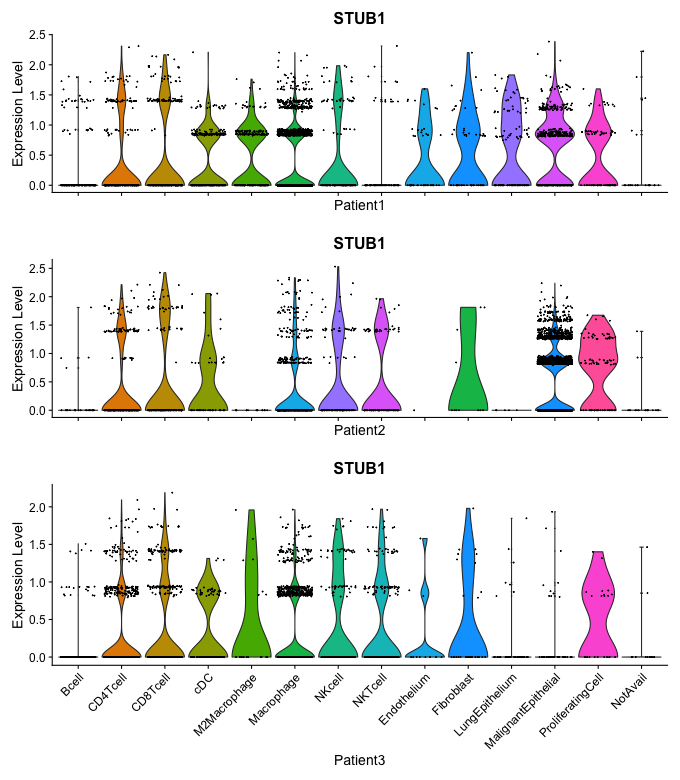 STUB1
Expression Level
2.5
2.0
1.5
1.0
0.5
0.0
Patient1
STUB1
Expression Level
2.5
2.0
1.5
1.0
0.5
0.0
Patient2
STUB1
Expression Level
2.0
1.5
1.0
0.5
0.0
Bcell
CD4Tcell
CD8Tcell
cDC
M2Macrophage
Macrophage
NKcell
NKTcell
Endothelium
Fibroblast
LungEpithelium
MalignantEpithelial
ProliferatingCell
NotAvail
Patient3